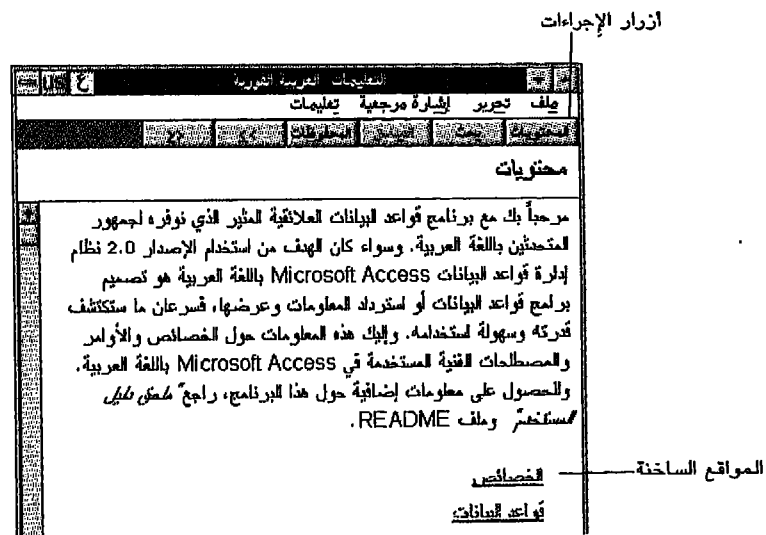 أزرار الإجراءات
التعليمات العربية الفورية
ع
ملف تحرير إشارة مرجعية تعليمات
المحتويات بحث المحفوظات << >>
محتويات
مرحباً بك مع برنامج قواعد البيانات العلائقية المثير الذي نوفره لجمهور
المتحدثين باللغة العربية. وسواء كان الهدف من استخدام الإصدار 2.0 نظام
إدارة قواعد البيانات Microsoft Access باللغة العربية هو تصميم
برامج قواعد البيانات أو استرداد المعلومات وعرضها، فسرعان ما ستكتشف
قدرته وسهولة استخدامه. وإليك هذه المعلومات حول الخصائص والأوامر
والمصطلحات الفنية المستخدمة في Microsoft Access باللغة العربية.
وللحصول على معلومات إضافية حول هذا البرنامج، راجع "ملحق دليل
المستخدم" وملف README.
الخصائص
المواقع الساخنة
قواعد البيانات